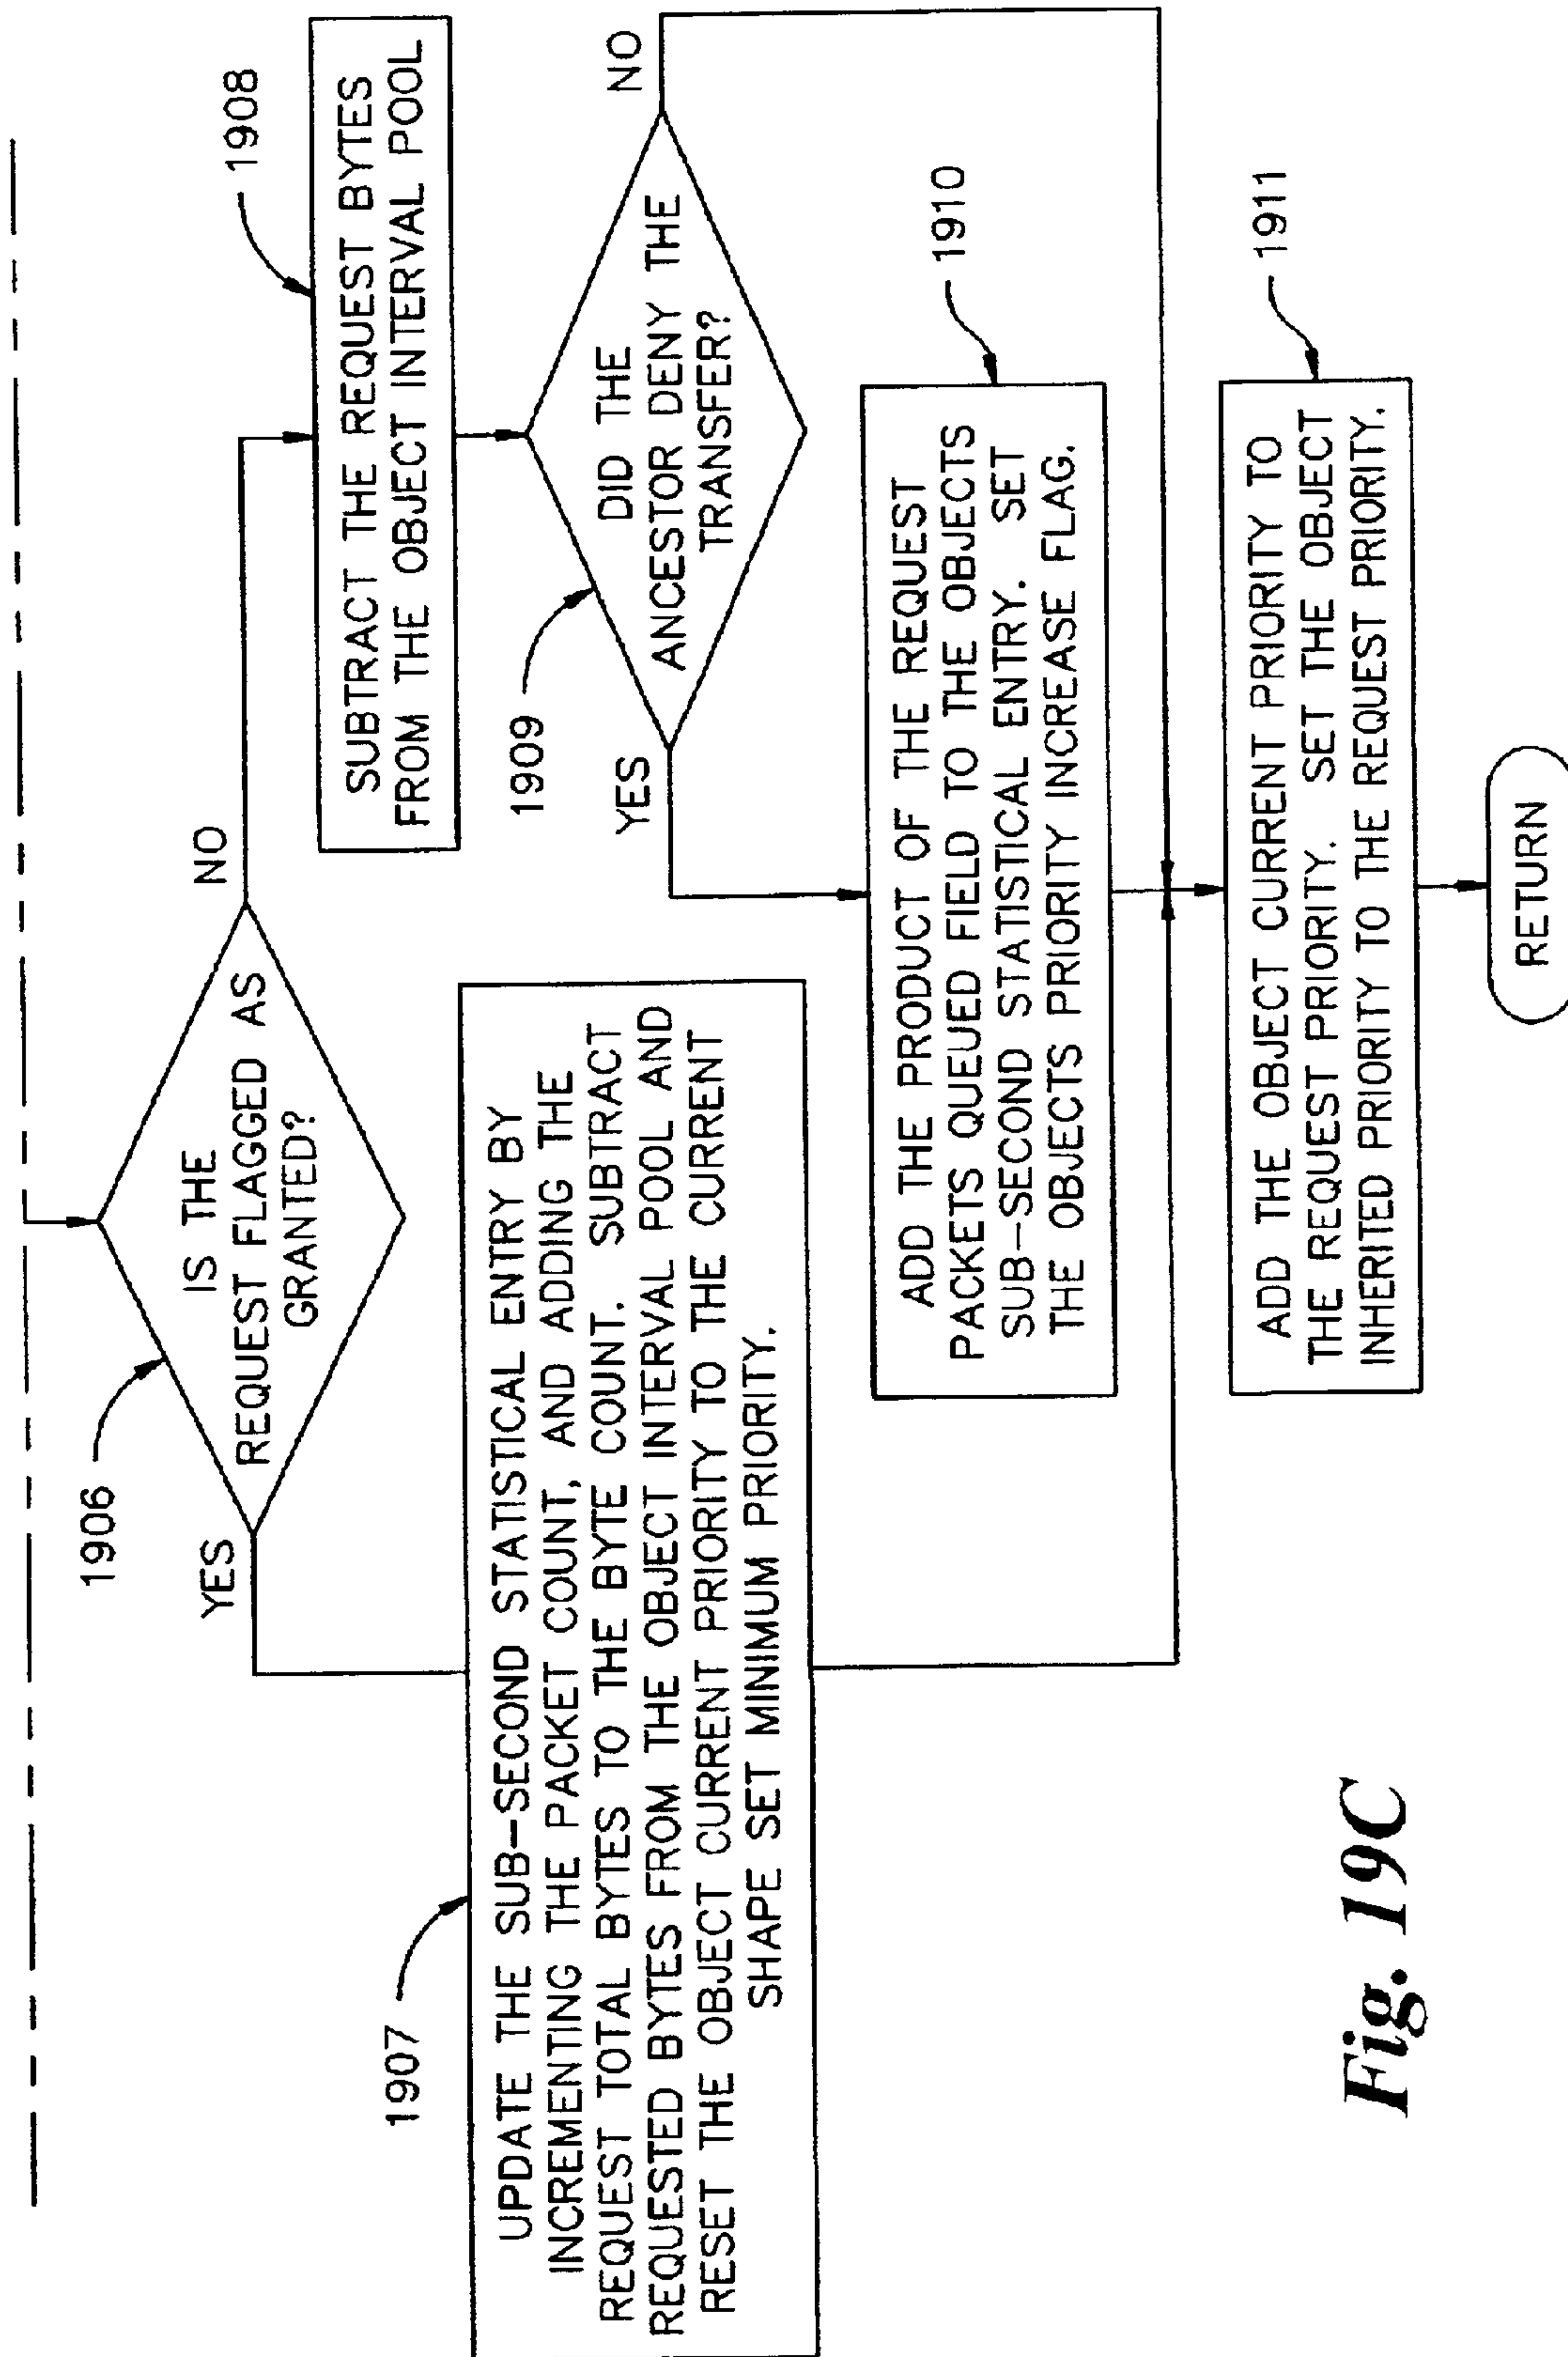 1906
IS THE
REQUEST FLAGGED AS
GRANTED?
YES
NO
1907
UPDATE THE SUB-SECOND STATISTICAL ENTRY BY
INCREMENTING THE PACKET COUNT, AND ADDING THE
REQUEST TOTAL BYTES TO THE BYTE COUNT. SUBTRACT
REQUESTED BYTES FROM THE OBJECT INTERVAL POOL AND
RESET THE OBJECT CURRENT PRIORITY TO THE CURRENT
SHAPE SET MINIMUM PRIORITY.
1908
SUBTRACT THE REQUEST BYTES
FROM THE OBJECT INTERVAL POOL
1909
DID THE
ANCESTOR DENY THE
TRANSFER?
YES
NO
1910
ADD THE PRODUCT OF THE REQUEST
PACKETS QUEUED FIELD TO THE OBJECTS
SUB-SECOND STATISTICAL ENTRY. SET
THE OBJECTS PRIORITY INCREASE FLAG.
1911
ADD THE OBJECT CURRENT PRIORITY TO
THE REQUEST PRIORITY. SET THE OBJECT
INHERITED PRIORITY TO THE REQUEST PRIORITY.
RETURN
Fig. 19C